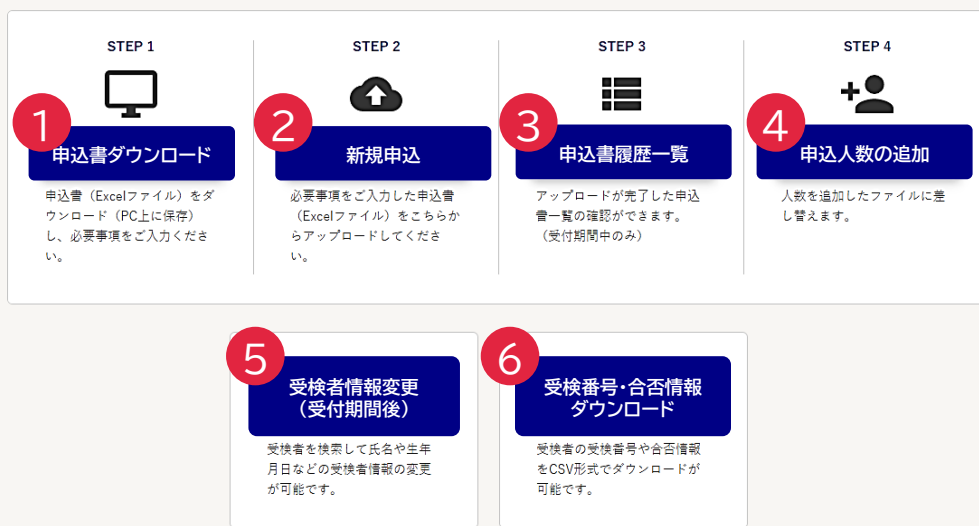 STEP 1
1
申込書ダウンロード
申込書（Excelファイル）をダ
ウンロード（PC上に保存）
し、必要事項をご入力くださ
い。
STEP 2
2
新規申込
必要事項をご入力した申込書
（Excelファイル）をこちらか
らアップロードしてくださ
い。
STEP 3
3
申込書履歴一覧
アップロードが完了した申込
書一覧の確認ができます。
（受付期間中のみ）
STEP 4
4
申込人数の追加
人数を追加したファイルに差
し替えます。
5
受検者情報変更
（受付期間後）
受検者を検索して氏名や生年
月日などの受検者情報の変更
が可能です。
6
受検番号・合否情報
ダウンロード
受検者の受検番号や合否情報
をCSV形式でダウンロードが
可能です。